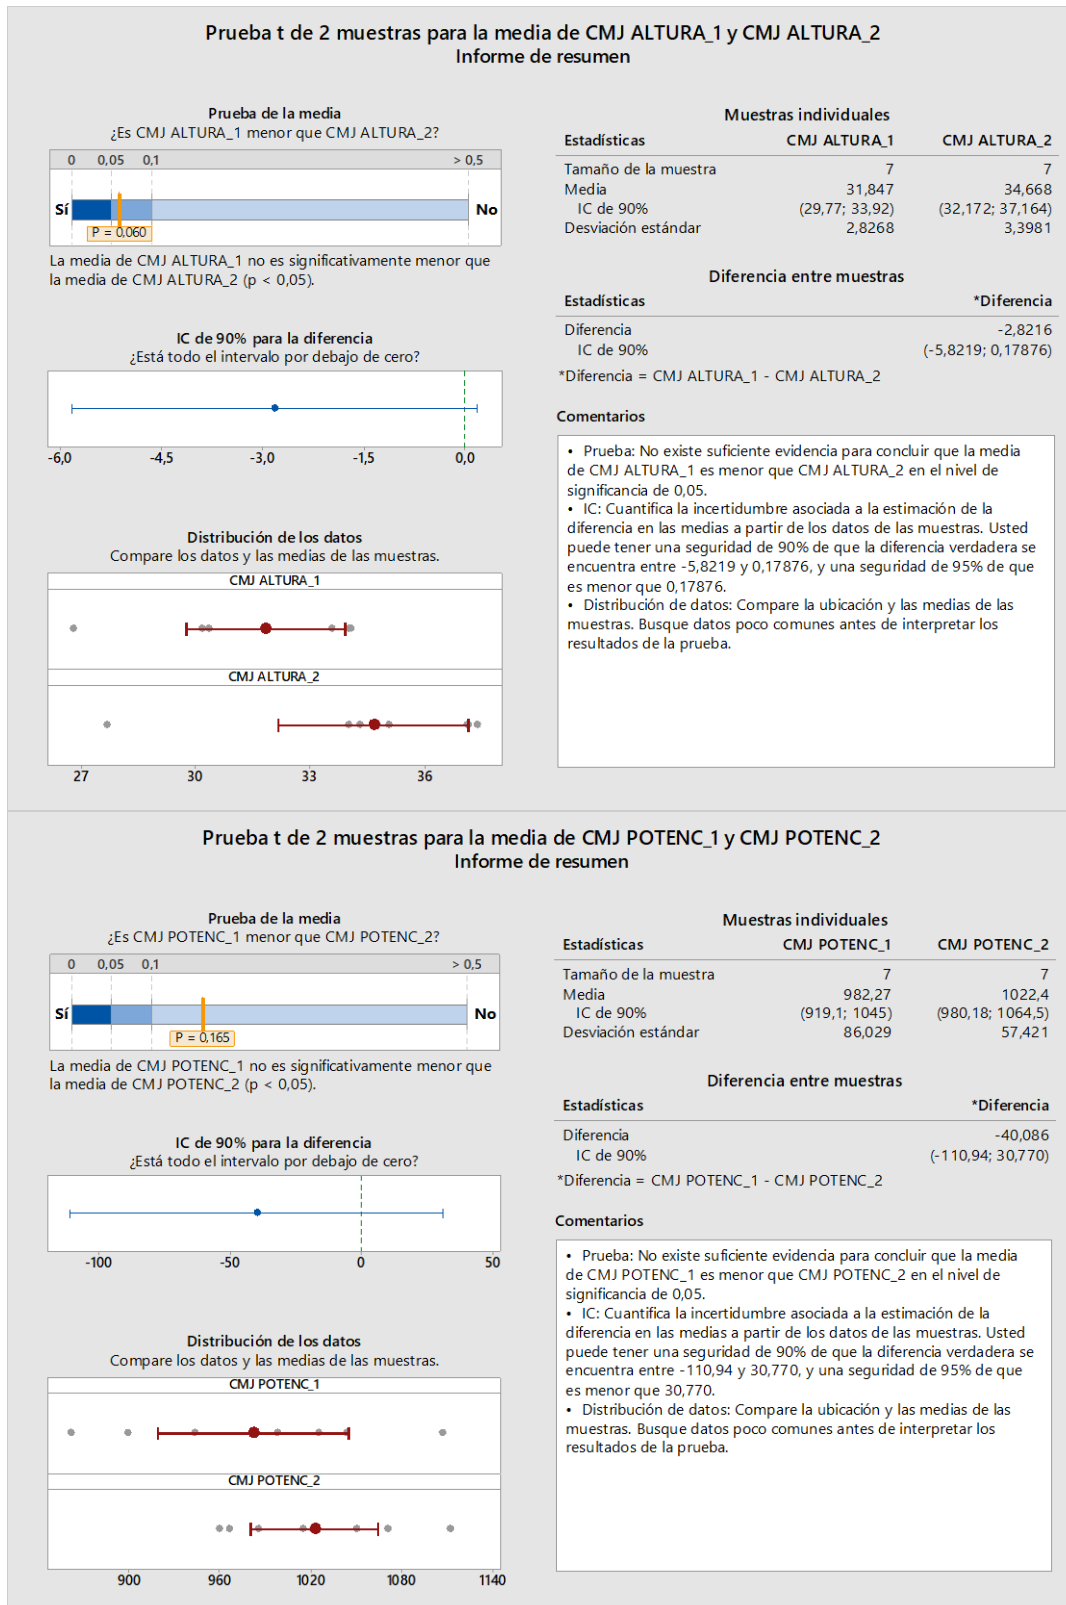 Prueba t de 2 muestras para la media de CMJ ALTURA_1 y CMJ ALTURA_2
Informe de resumen
Prueba de la media
¿Es CMJ ALTURA_1 menor que CMJ ALTURA_2?
0 0,05 0,1 > 0,5
Sí No
P = 0,060
La media de CMJ ALTURA_1 no es significativamente menor que
la media de CMJ ALTURA_2 (p < 0,05).
IC de 90% para la diferencia
¿Está todo el intervalo por debajo de cero?
-6,0 -4,5 -3,0 -1,5 0,0
Distribución de los datos
Compare los datos y las medias de las muestras.
CMJ ALTURA_1
CMJ ALTURA_2
27 30 33 36
Muestras individuales
Estadísticas CMJ ALTURA_1 CMJ ALTURA_2
Tamaño de la muestra 7 7
Media 31,847 34,668
IC de 90% (29,77; 33,92) (32,172; 37,164)
Desviación estándar 2,8268 3,3981
Diferencia entre muestras
Estadísticas *Diferencia
Diferencia -2,8216
IC de 90% (-5,8219; 0,17876)
*Diferencia = CMJ ALTURA_1 - CMJ ALTURA_2
Comentarios
• Prueba: No existe suficiente evidencia para concluir que la media
de CMJ ALTURA_1 es menor que CMJ ALTURA_2 en el nivel de
significancia de 0,05.
• IC: Cuantifica la incertidumbre asociada a la estimación de la
diferencia en las medias a partir de los datos de las muestras. Usted
puede tener una seguridad de 90% de que la diferencia verdadera se
encuentra entre -5,8219 y 0,17876, y una seguridad de 95% de que
es menor que 0,17876.
• Distribución de datos: Compare la ubicación y las medias de las
muestras. Busque datos poco comunes antes de interpretar los
resultados de la prueba.
Prueba t de 2 muestras para la media de CMJ POTENC_1 y CMJ POTENC_2
Informe de resumen
Prueba de la media
¿Es CMJ POTENC_1 menor que CMJ POTENC_2?
0 0,05 0,1 > 0,5
Sí No
P = 0,165
La media de CMJ POTENC_1 no es significativamente menor que
la media de CMJ POTENC_2 (p < 0,05).
IC de 90% para la diferencia
¿Está todo el intervalo por debajo de cero?
-100 -50 0 50
Distribución de los datos
Compare los datos y las medias de las muestras.
CMJ POTENC_1
CMJ POTENC_2
900 960 1020 1080 1140
Muestras individuales
Estadísticas CMJ POTENC_1 CMJ POTENC_2
Tamaño de la muestra 7 7
Media 982,27 1022,4
IC de 90% (919,1; 1045) (980,18; 1064,5)
Desviación estándar 86,029 57,421
Diferencia entre muestras
Estadísticas *Diferencia
Diferencia -40,086
IC de 90% (-110,94; 30,770)
*Diferencia = CMJ POTENC_1 - CMJ POTENC_2
Comentarios
• Prueba: No existe suficiente evidencia para concluir que la media
de CMJ POTENC_1 es menor que CMJ POTENC_2 en el nivel de
significancia de 0,05.
• IC: Cuantifica la incertidumbre asociada a la estimación de la
diferencia en las medias a partir de los datos de las muestras. Usted
puede tener una seguridad de 90% de que la diferencia verdadera se
encuentra entre -110,94 y 30,770, y una seguridad de 95% de que
es menor que 30,770.
• Distribución de datos: Compare la ubicación y las medias de las
muestras. Busque datos poco comunes antes de interpretar los
resultados de la prueba.